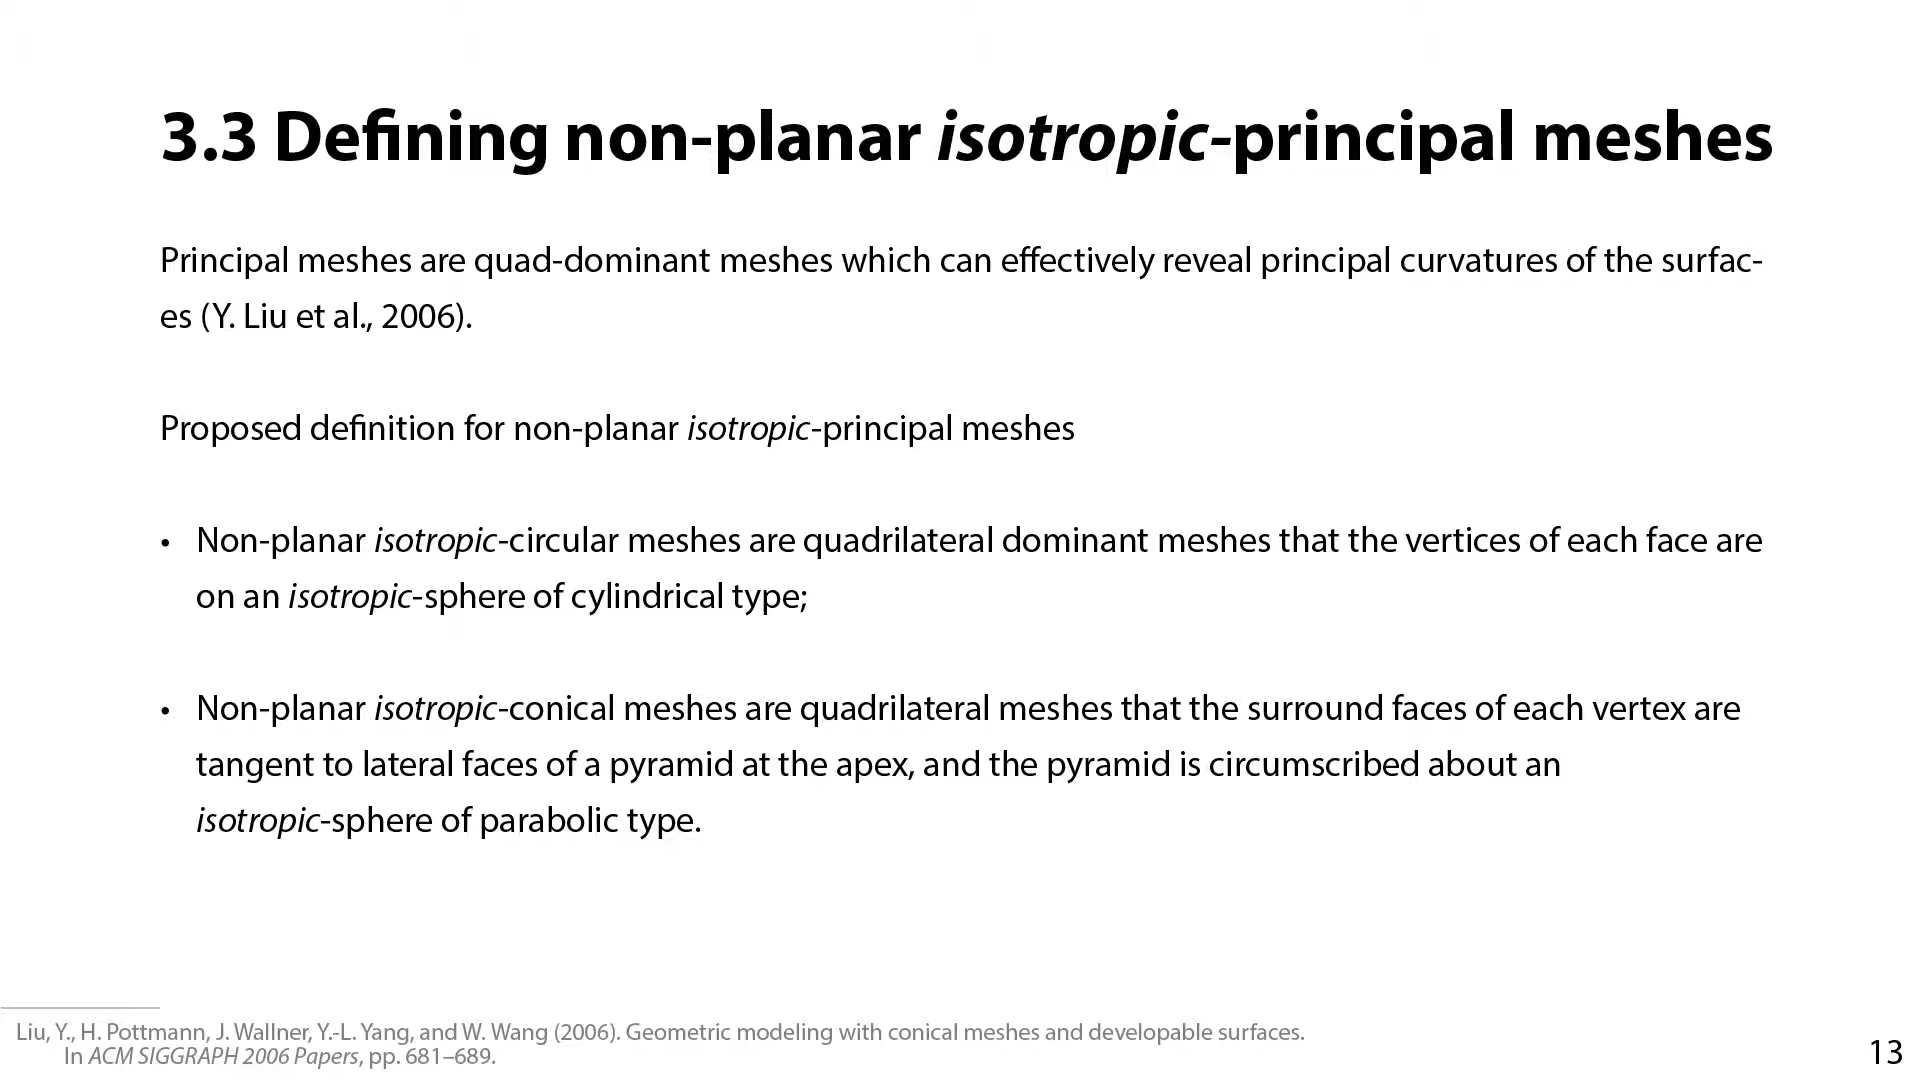 3.3 Defining non-planar isotropic-principal meshes
Principal meshes are quad-dominant meshes which can effectively reveal principal curvatures of the surfac-
es (Y. Liu et al., 2006).
Proposed definition for non-planar isotropic-principal meshes
• Non-planar isotropic-circular meshes are quadrilateral dominant meshes that the vertices of each face are
on an isotropic-sphere of cylindrical type;
• Non-planar isotropic-conical meshes are quadrilateral meshes that the surround faces of each vertex are
tangent to lateral faces of a pyramid at the apex, and the pyramid is circumscribed about an
isotropic-sphere of parabolic type.
Liu, Y., H. Pottmann, J. Wallner, Y.-L. Yang, and W. Wang (2006). Geometric modeling with conical meshes and developable surfaces.
In ACM SIGGRAPH 2006 Papers, pp. 681–689.
13